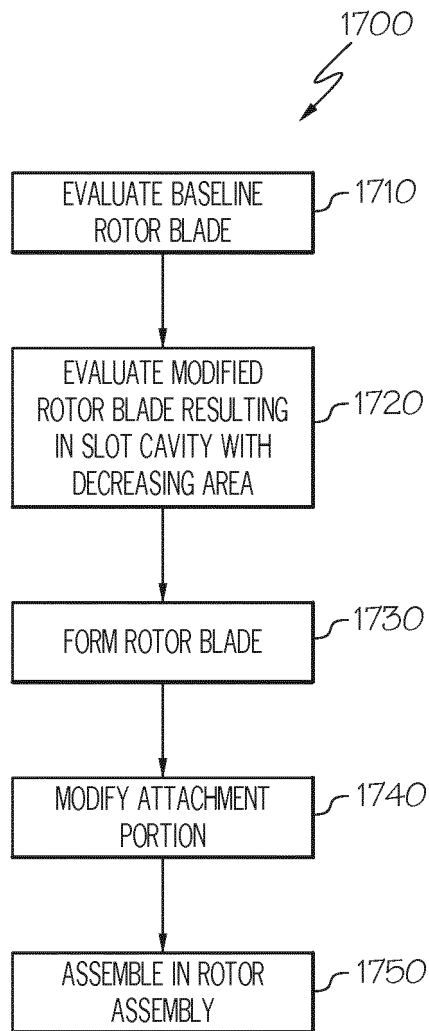 1700
EVALUATE BASELINE
ROTOR BLADE
1710
EVALUATE MODIFIED
ROTOR BLADE RESULTING
IN SLOT CAVITY WITH
DECREASING AREA
1720
FORM ROTOR BLADE
1730
MODIFY ATTACHMENT
PORTION
1740
ASSEMBLE IN ROTOR
ASSEMBLY
1750